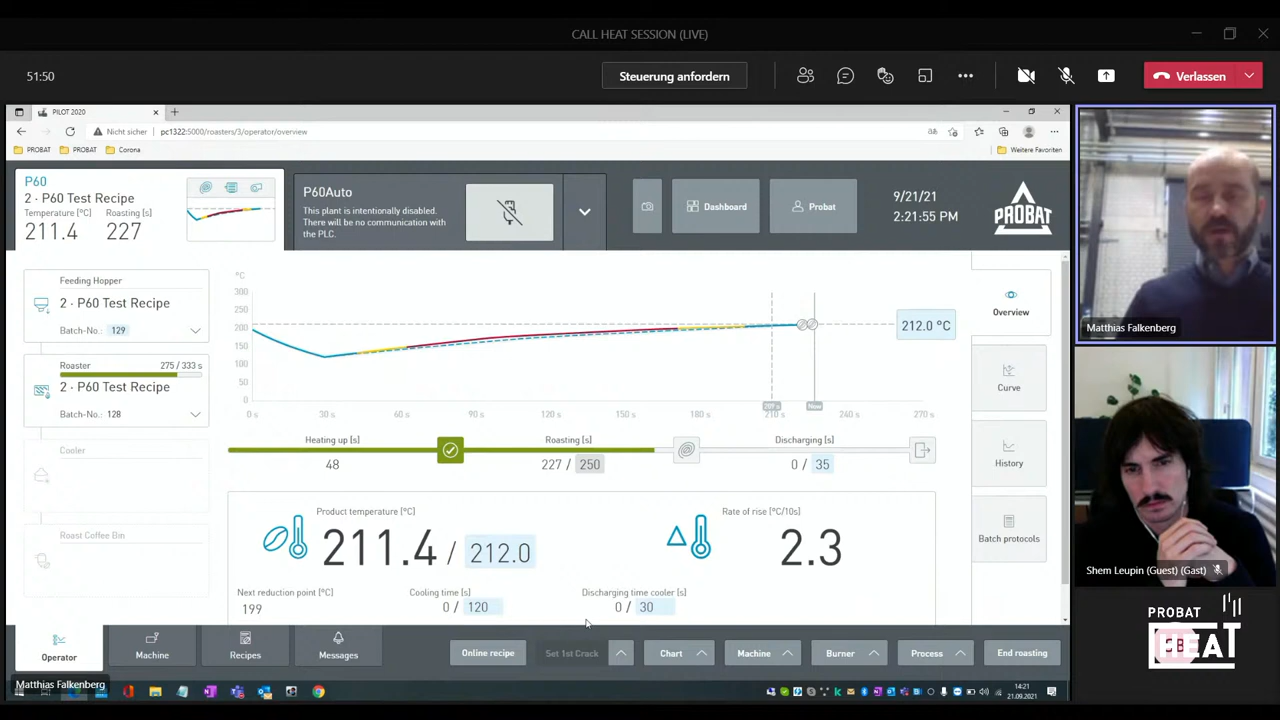 CALL HEAT SESSION (LIVE)
51:50
Steuerung anfordern
Verlassen
PILOT 2020
Nicht sicher
pc1322:5000/roasters/3/operator/overview
PROBAT
PROBAT
Corona
Weitere Favoriten
P60
2 · P60 Test Recipe
Temperature [°C]
Roasting [s]
211.4
227
P60Auto
This plant is intentionally disabled.
There will be no communication with
the PLC.
Dashboard
Probat
9/21/21
2:21:55 PM
PROBAT
Feeding Hopper
2 · P60 Test Recipe
Batch-No.: 129
Roaster
275 / 333 s
2 · P60 Test Recipe
Batch-No.: 128
Cooler
Roast Coffee Bin
°C
300
250
200
150
100
50
0
0 s
30 s
60 s
90 s
120 s
150 s
180 s
210 s
240 s
270 s
209 s
Now
212.0 °C
Heating up [s]
48
Roasting [s]
227 / 250
Discharging [s]
0 / 35
Product temperature [°C]
211.4 / 212.0
Rate of rise [°C/10s]
2.3
Next reduction point [°C]
199
Cooling time [s]
0 / 120
Discharging time cooler [s]
0 / 30
Overview
Curve
History
Batch protocols
Operator
Machine
Recipes
Messages
Online recipe
Set 1st Crack
Chart
Machine
Burner
Process
End roasting
Matthias Falkenberg
14:21
21.09.2021
Matthias Falkenberg
Shem Leupin (Guest) (Gast)
PROBAT
HEAT